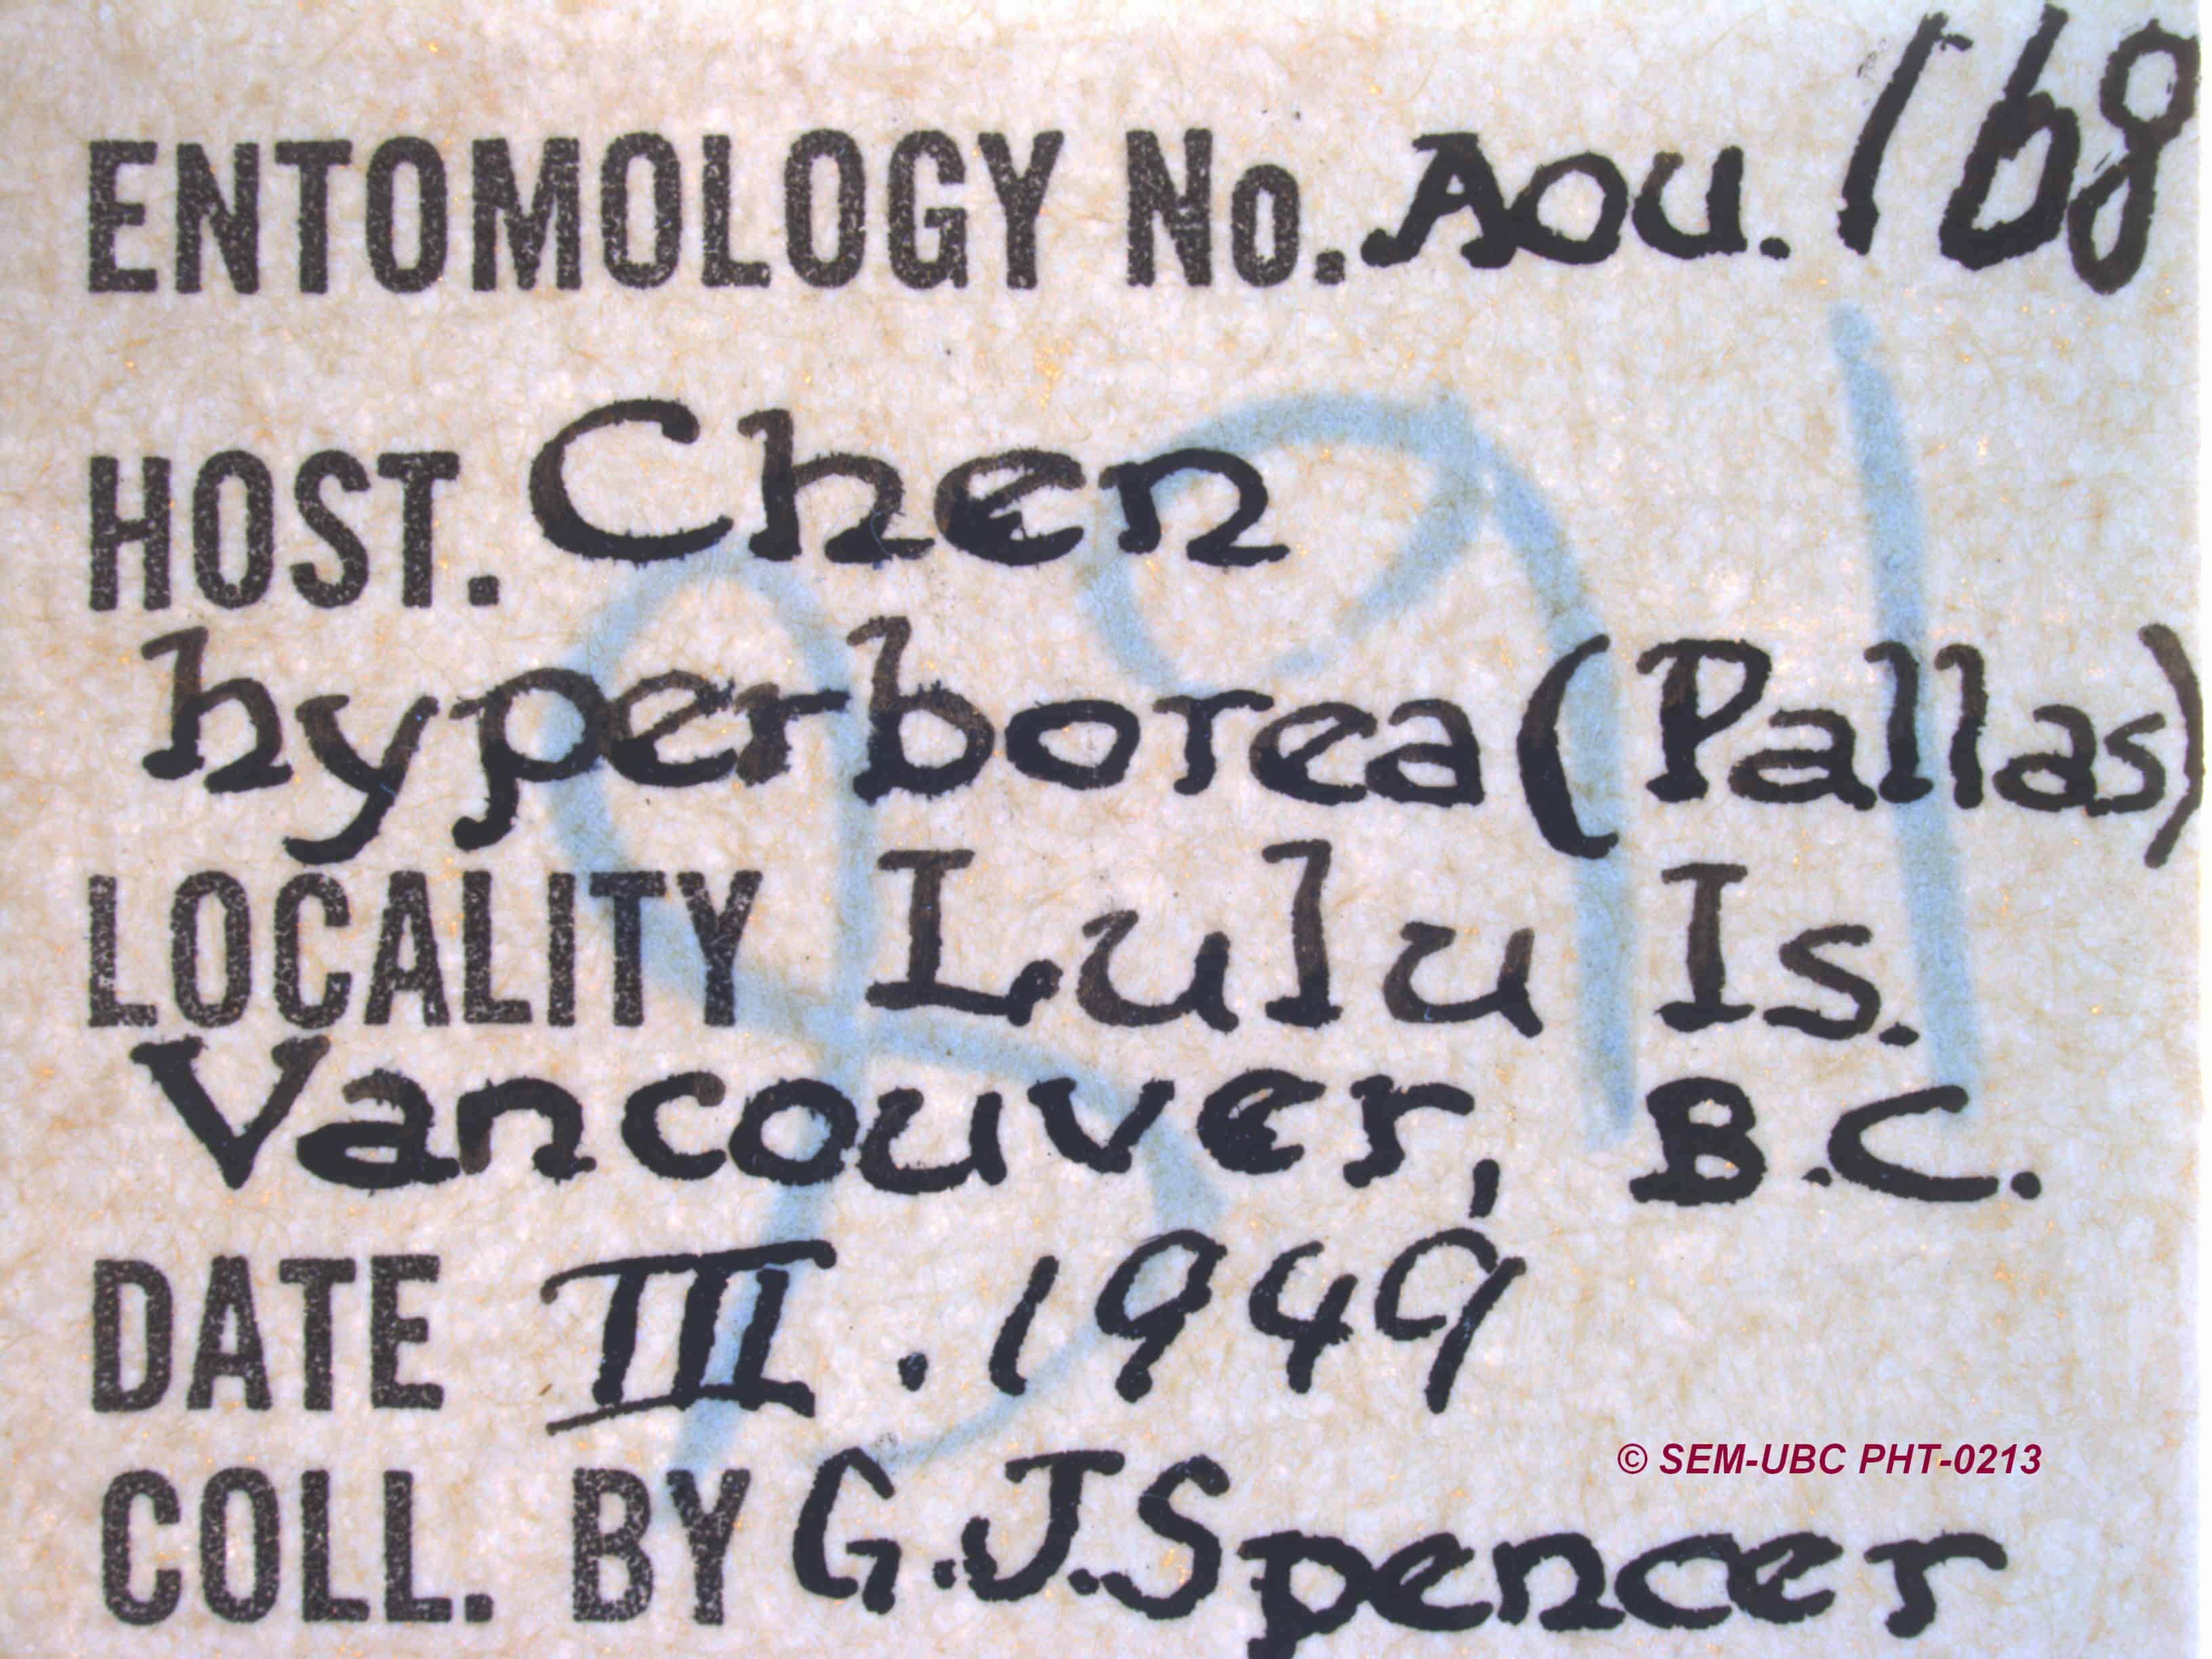 ENTOMOLOGY No. Aou. 168
HOST. Chen
hyperborea (Pallas)
LOCALITY Lulu Is.
Vancouver, B.C.
DATE III. 1949
COLL. BY G.J.Spencer
© SEM-UBC PHT-0213